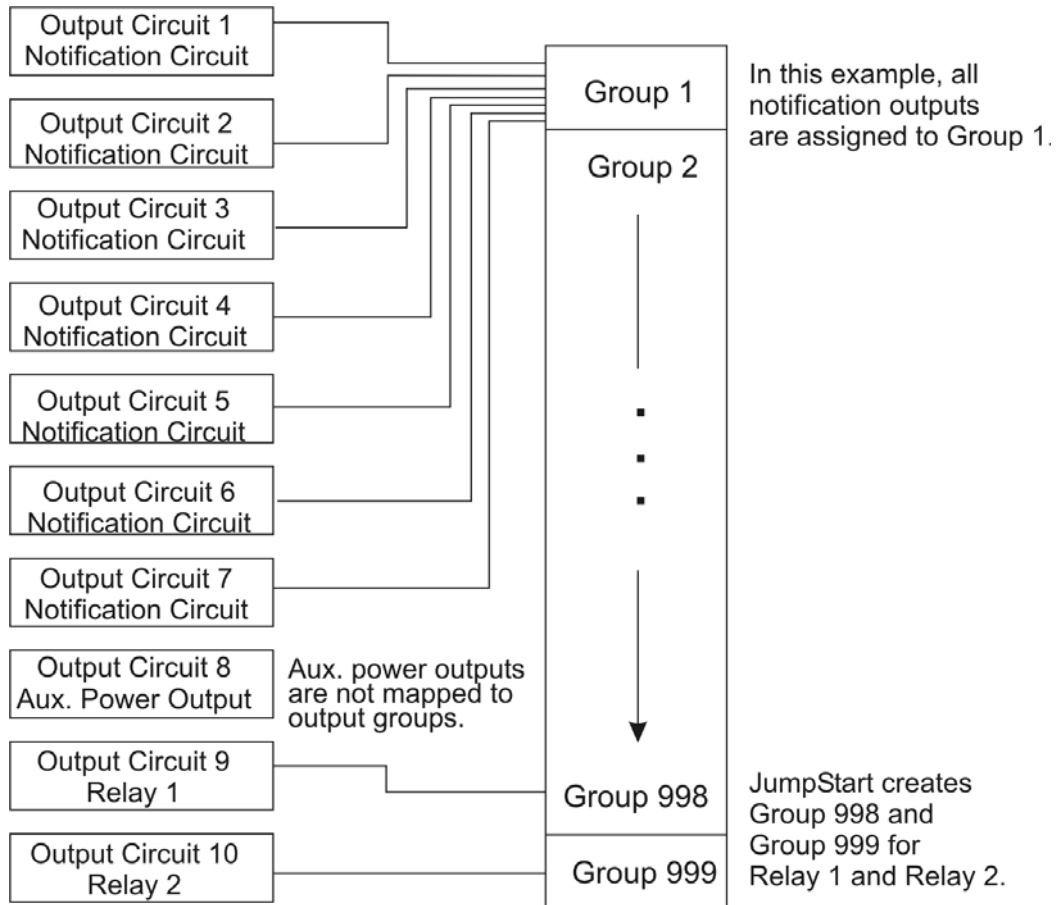 Output Circuit 1
Notification Circuit
Output Circuit 2
Notification Circuit
Output Circuit 3
Notification Circuit
Output Circuit 4
Notification Circuit
Output Circuit 5
Notification Circuit
Output Circuit 6
Notification Circuit
Output Circuit 7
Notification Circuit
Output Circuit 8
Aux. Power Output
Output Circuit 9
Relay 1
Output Circuit 10
Relay 2
Aux. power outputs
are not mapped to
output groups.
Group 1
Group 2
Group 998
Group 999
In this example, all
notification outputs
are assigned to Group 1.
JumpStart creates
Group 998 and
Group 999 for
Relay 1 and Relay 2.